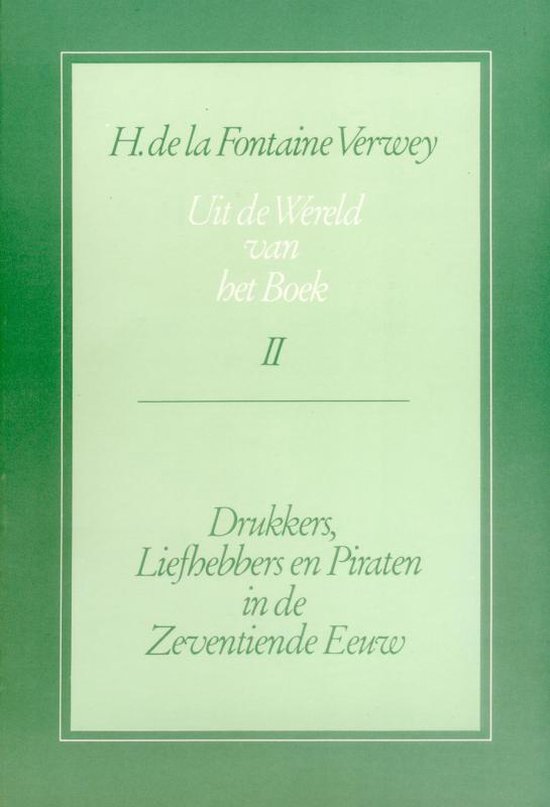 H. de la Fontaine Verwey
Uit de Wereld
van
het Boek
II
Drukkers,
Liefhebbers en Piraten
in de
Zeventiende Eeuw